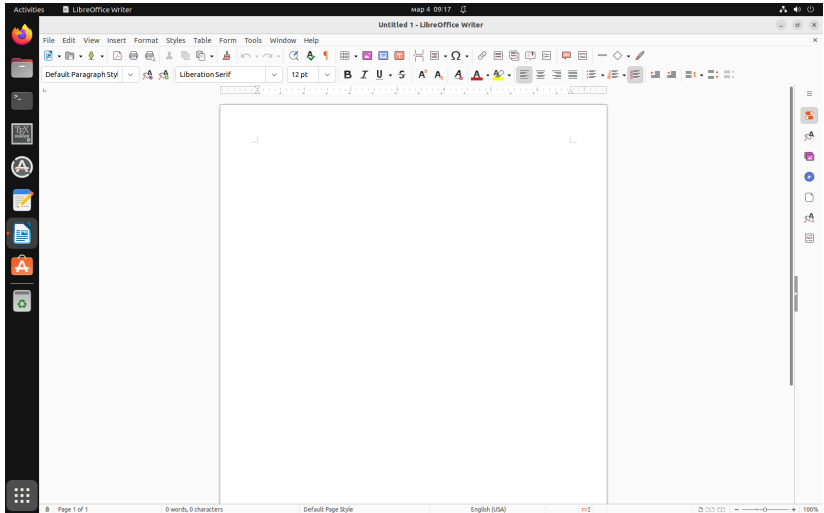 Activities LibreOffice Writer мар 4 09:17
Untitled 1 - LibreOffice Writer
File Edit View Insert Format Styles Table Form Tools Window Help
Default Paragraph Styl Liberation Serif 12 pt
Page 1 of 1 0 words, 0 characters Default Page Style English (USA) 100%